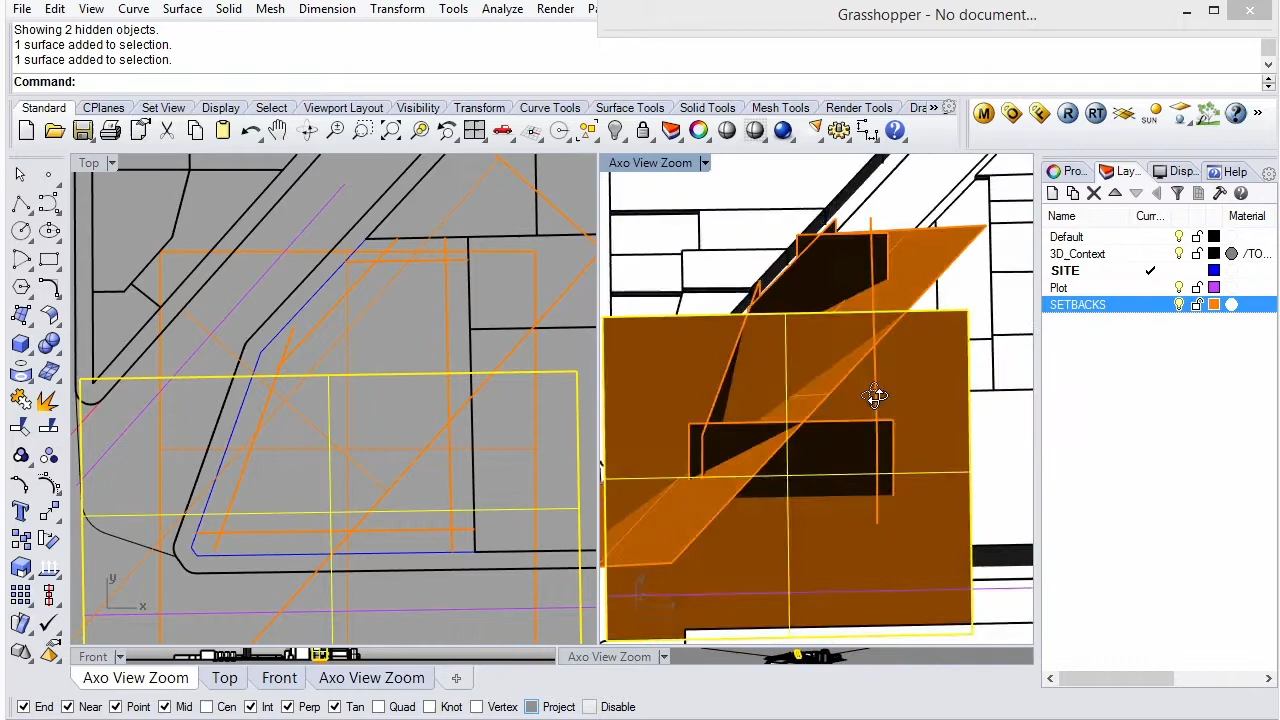 File Edit View Curve Surface Solid Mesh Dimension Transform Tools Analyze Render
Grasshopper - No document...
Showing 2 hidden objects.
1 surface added to selection.
1 surface added to selection.
Command:
Standard CPlanes Set View Display Select Viewport Layout Visibility Transform Curve Tools Surface Tools Solid Tools Mesh Tools Render Tools
M R RT SUN
Top Axo View Zoom
Pro... Lay... Disp... Help
Name Curr... Material
Default
3D_Context /TO
SITE
Plot
SETBACKS
y
x
Front Axo View Zoom
Axo View Zoom Top Front Axo View Zoom
End Near Point Mid Cen Int Perp Tan Quad Knot Vertex Project Disable